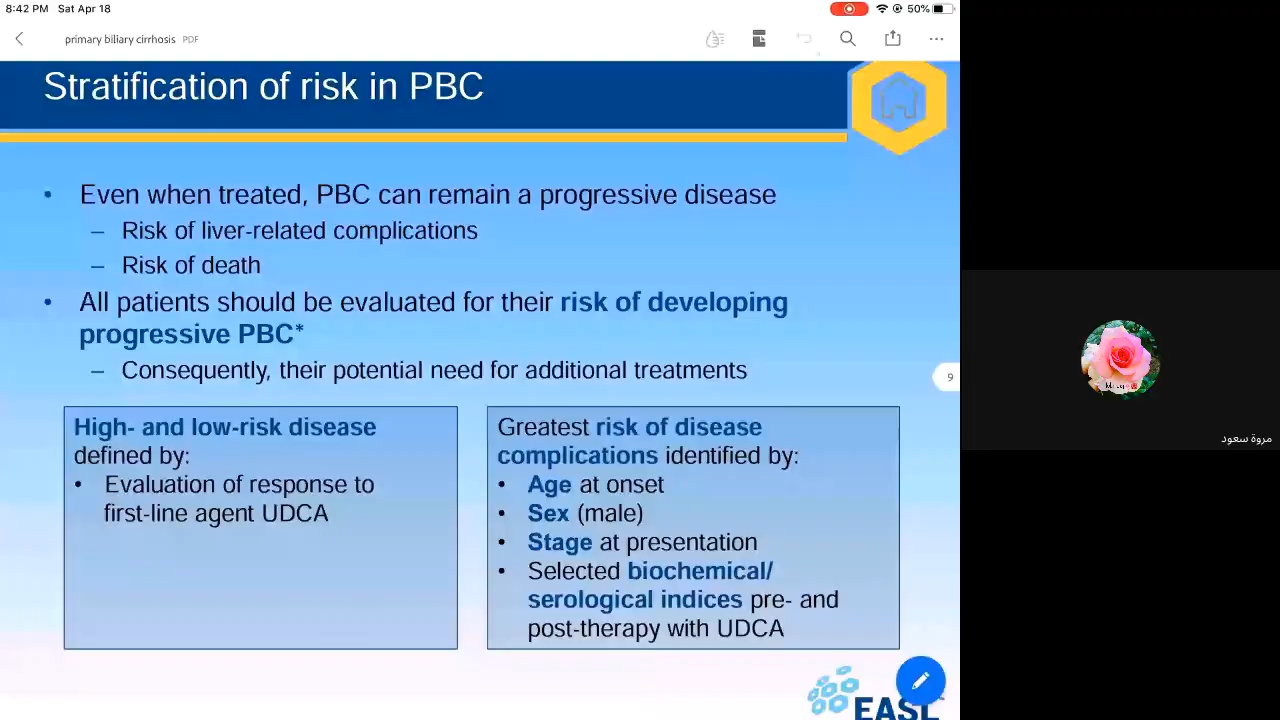 8:42 PM Sat Apr 18
50%
primary biliary cirrhosis PDF
Stratification of risk in PBC
• Even when treated, PBC can remain a progressive disease
– Risk of liver-related complications
– Risk of death
• All patients should be evaluated for their risk of developing
progressive PBC*
– Consequently, their potential need for additional treatments
9
High- and low-risk disease
defined by:
• Evaluation of response to
first-line agent UDCA
Greatest risk of disease
complications identified by:
• Age at onset
• Sex (male)
• Stage at presentation
• Selected biochemical/
serological indices pre- and
post-therapy with UDCA
EASL
مروة سعود